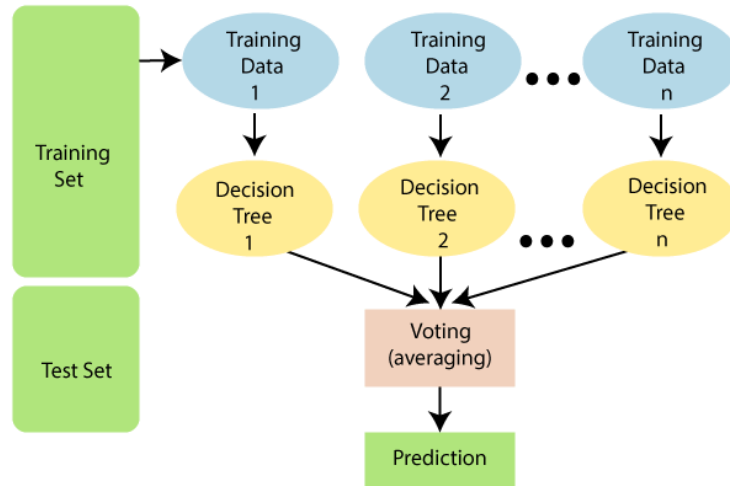 Training
Set
Test Set
Training
Data
1
Training
Data
2
Training
Data
n
Decision
Tree
1
Decision
Tree
2
Decision
Tree
n
Voting
(averaging)
Prediction